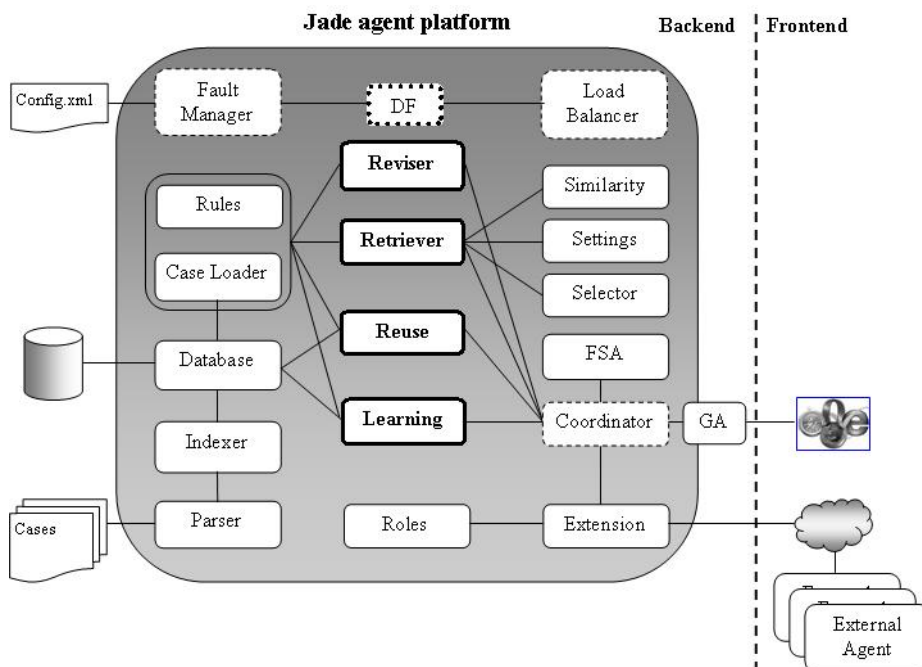 Jade agent platform
Backend
Frontend
Config.xml
Fault
Manager
DF
Load
Balancer
Reviser
Rules
Similarity
Retriever
Settings
Case Loader
Selector
Reuse
Database
FSA
Learning
Coordinator
GA
Indexer
Parser
Roles
Extension
Cases
External
Agent